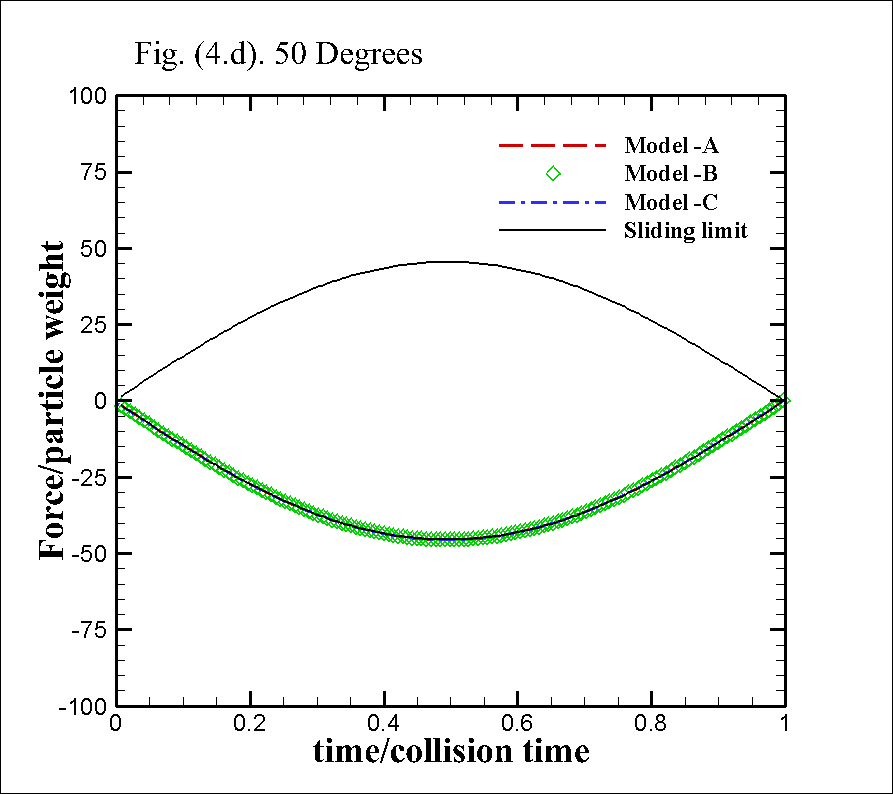 Fig. (4.d). 50 Degrees
100
75
50
25
0
-25
-50
-75
-100
Force/particle weight
Model -A
Model -B
Model -C
Sliding limit
0 0.2 0.4 0.6 0.8 1
time/collision time